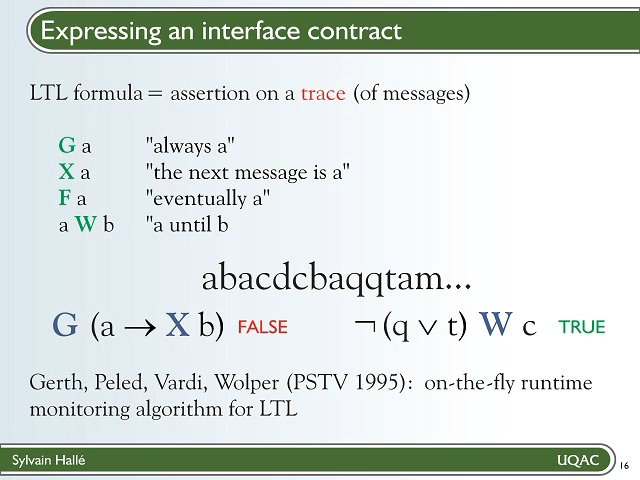 Expressing an interface contract
LTL formula = assertion on a trace (of messages)
G a "always a"
X a "the next message is a"
F a "eventually a"
a W b "a until b
abacdcbaqqtam...
G (a → X b) FALSE ¬ (q ∨ t) W c TRUE
Gerth, Peled, Vardi, Wolper (PSTV 1995): on-the-fly runtime
monitoring algorithm for LTL
Sylvain Hallé UQAC 16